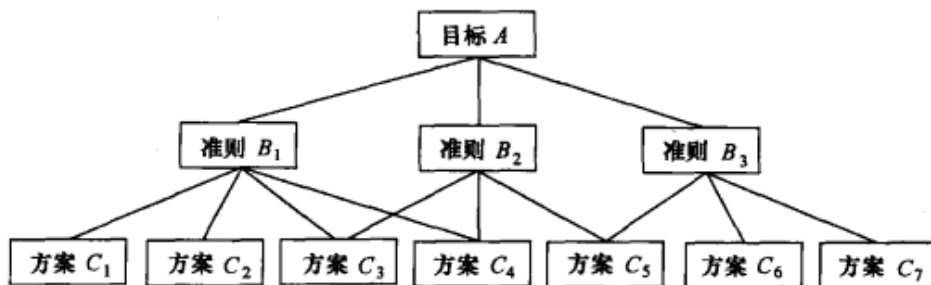 目标 A
准则 B₁ 准则 B₂ 准则 B₃
方案 C₁ 方案 C₂ 方案 C₃ 方案 C₄ 方案 C₅ 方案 C₆ 方案 C₇